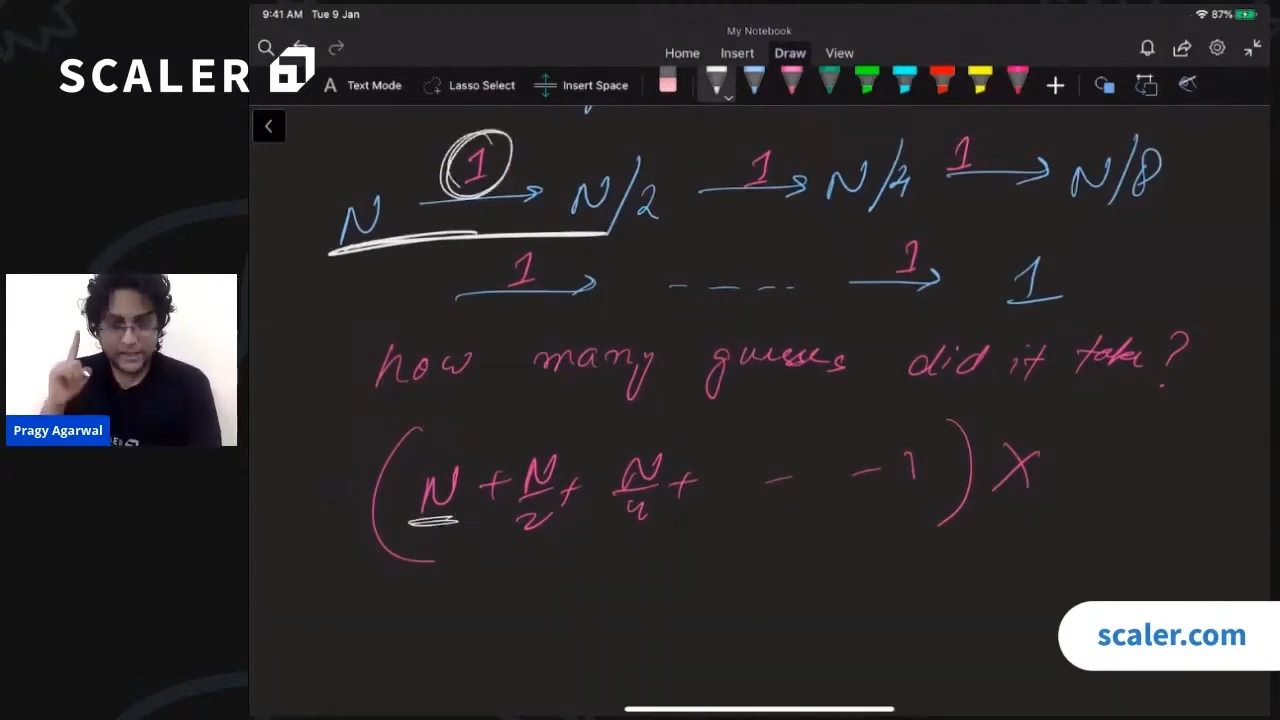 9:41 AM Tue 9 Jan
87%
My Notebook
SCALER
Home Insert Draw View
A Text Mode Lasso Select Insert Space
N 1 N/2 1 N/4 1 N/8
1 - - - - 1 1
how many guesses did it take?
Pragy Agarwal
(N + N/2 + N/4 + - - 1) X
scaler.com